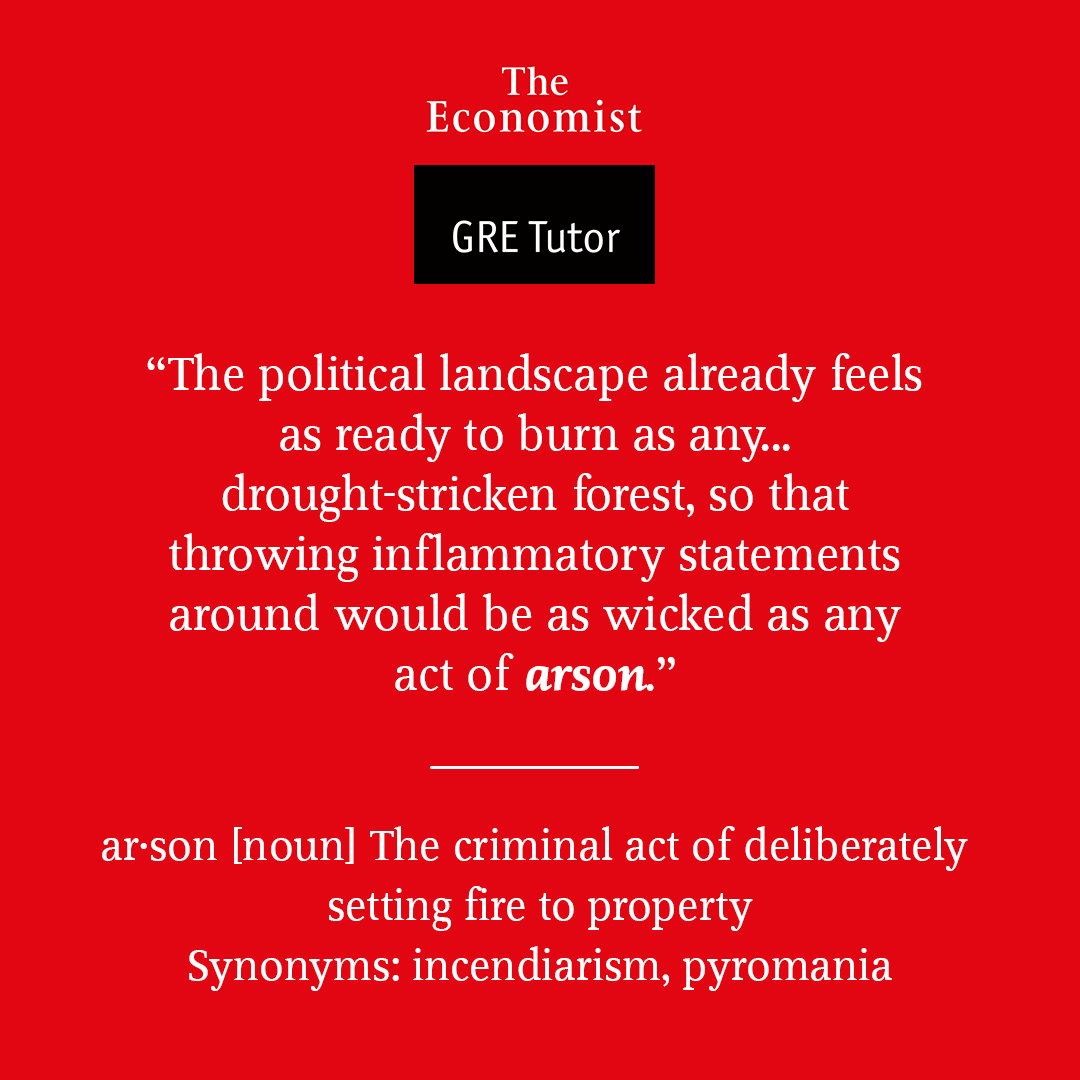 The
Economist
GRE Tutor
“The political landscape already feels
as ready to burn as any...
drought-stricken forest, so that
throwing inflammatory statements
around would be as wicked as any
act of arson.”
ar·son [noun] The criminal act of deliberately
setting fire to property
Synonyms: incendiarism, pyromania